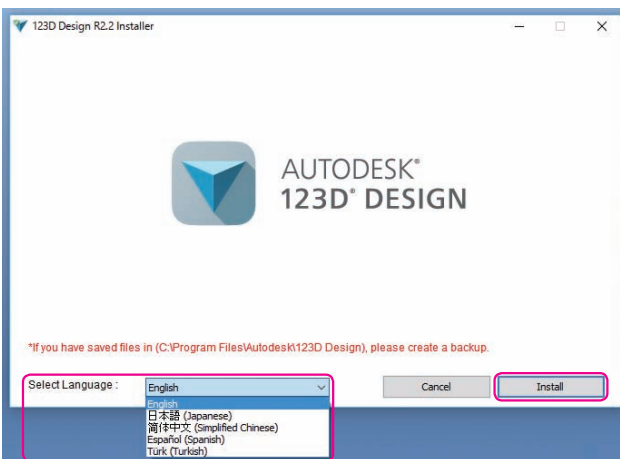 123D Design R2.2 Installer
AUTODESK®
123D® DESIGN
*If you have saved files in (C:\Program Files\Autodesk\123D Design), please create a backup.
Select Language :
English
Cancel
Install
English
日本語 (Japanese)
简体中文 (Simplified Chinese)
Español (Spanish)
Türk (Turkish)